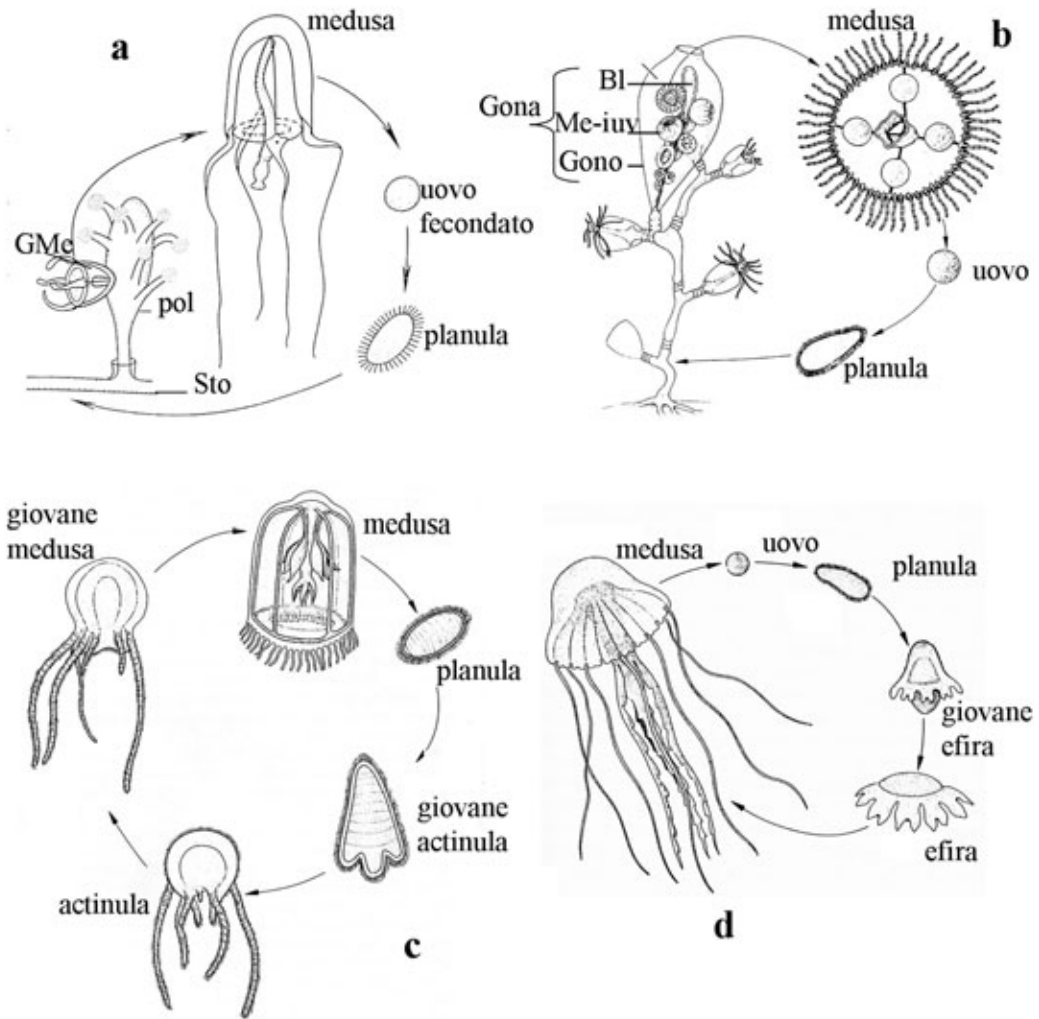 a
medusa
uovo
fecondato
GMe
pol
planula
Sto
b
medusa
Gona
Bl
Me-iuv
Gono
uovo
planula
giovane
medusa
medusa
planula
giovane
actinula
actinula
c
medusa
uovo
planula
giovane
efira
efira
d